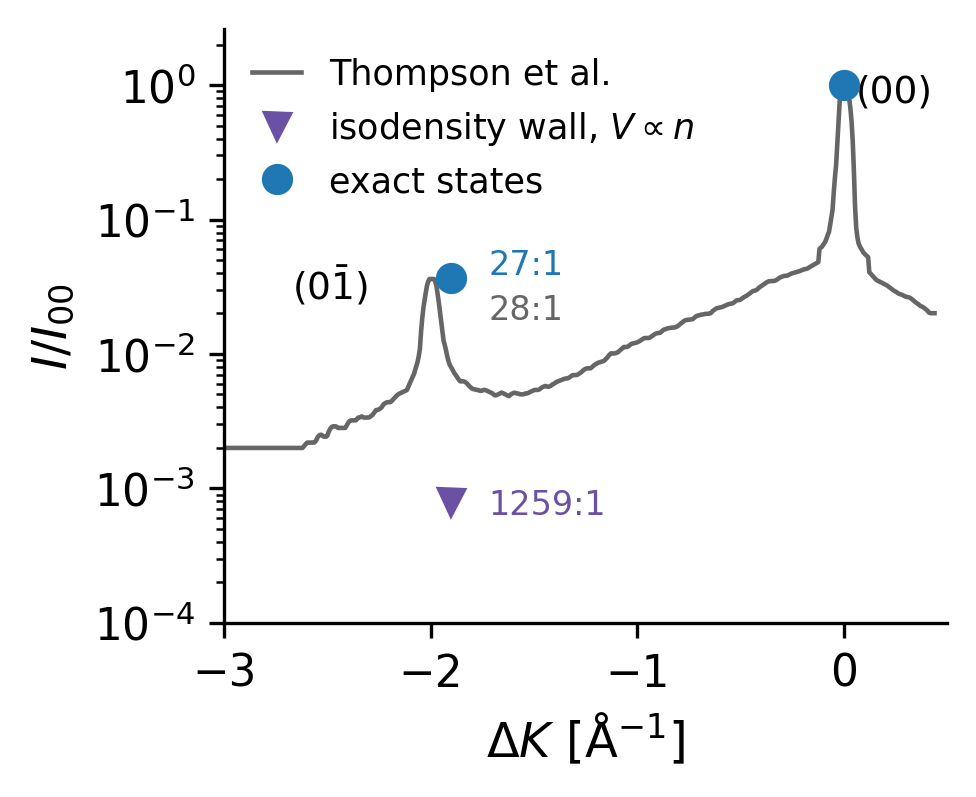 Thompson et al.
isodensity wall, V ∝ n
exact states
(00)
(01̄)
27:1
28:1
1259:1
10⁰
10⁻¹
10⁻²
10⁻³
10⁻⁴
I/I₀₀
−3
−2
−1
0
ΔK [Å⁻¹]